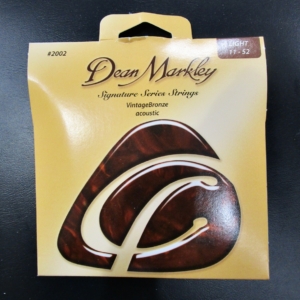 #2002
LIGHT
11 - 52
Dean Markley
Signature Series Strings
VintageBronze
acoustic